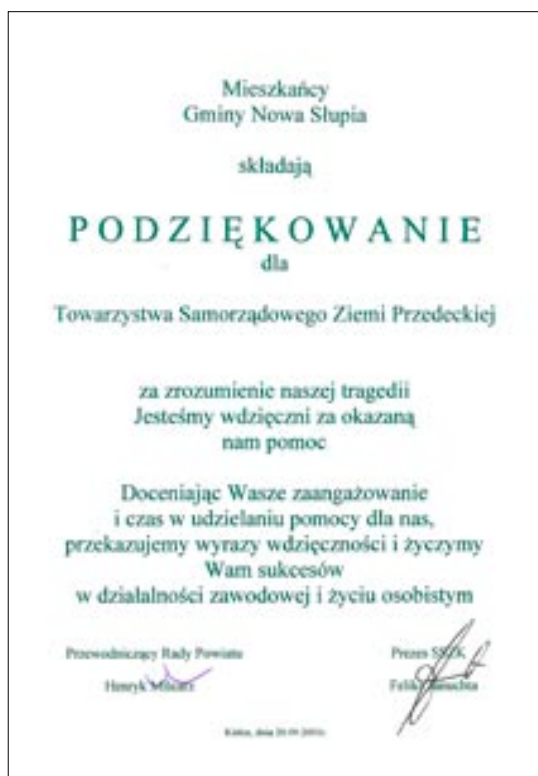 Mieszkańcy
Gminy Nowa Słupia
składają
PODZIĘKOWANIE
dla
Towarzystwa Samorządowego Ziemi Przedeckiej
za zrozumienie naszej tragedii
Jesteśmy wdzięczni za okazaną
nam pomoc
Doceniając Wasze zaangażowanie
i czas w udzielaniu pomocy dla nas,
przekazujemy wyrazy wdzięczności i życzymy
Wam sukcesów
w działalności zawodowej i życiu osobistym
Przewodniczący Rady Powiatu
Prezes
Henryk